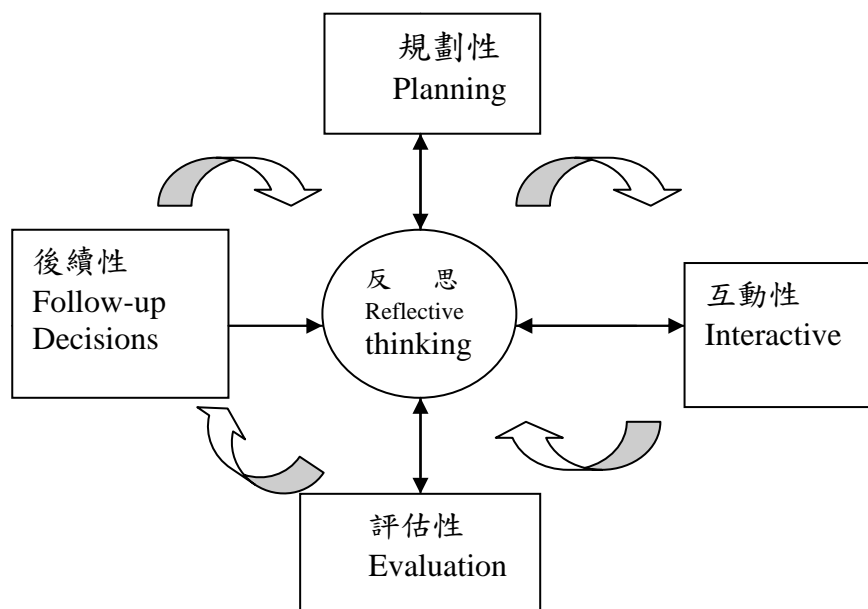 規劃性
Planning
後續性
Follow-up
Decisions
反 思
Reflective
thinking
互動性
Interactive
評估性
Evaluation